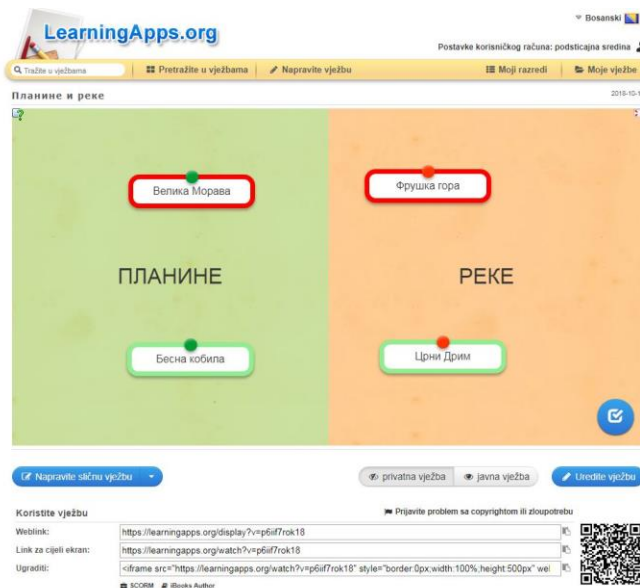 LearningApps.org
Bosanski
Postavke korisničkog računa: podsticajna sredina
Tražite u vježbama
Pretražite u vježbama
Napravite vježbu
Moji razredi
Moje vježbe
Планине и реке
Велика Морава
Фрушка гора
ПЛАНИНЕ
РЕКЕ
Бесна кобила
Црни Дрим
Napravite sličnu vježbu
privatna vježba
javna vježba
Uredite vježbu
Koristite vježbu
Prijavite problem sa copyrightom ili zloupotrebu
Weblink: https://learningapps.org/display?v=p6iif7rok18
Link za cijeli ekran: https://learningapps.org/watch?v=p6iif7rok18
Ugraditi: <iframe src="https://learningapps.org/watch?v=p6iif7rok18" style="border:0px;width:100%;height:500px" wel
SCORM iBooks Author